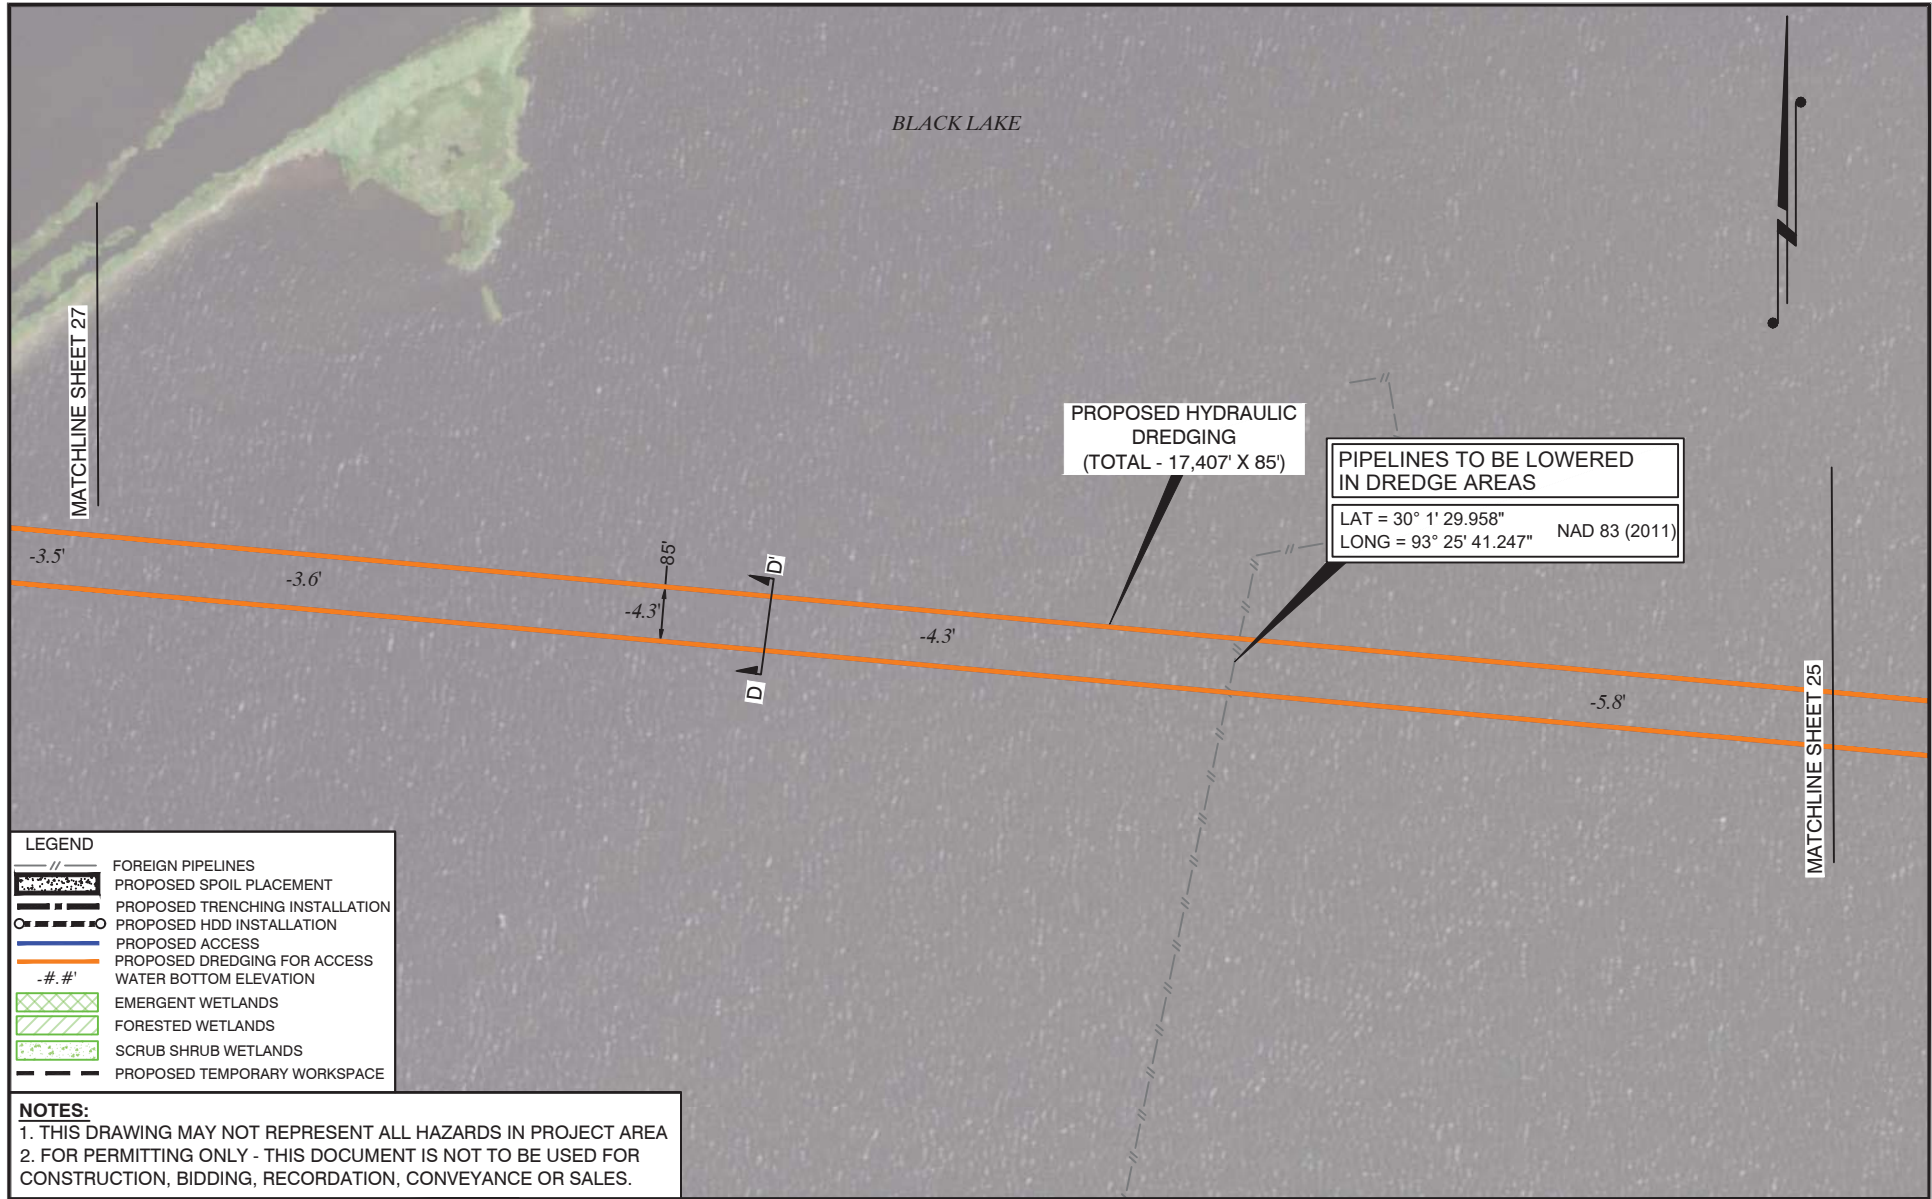 BLACK LAKE
MATCHLINE SHEET 27
PROPOSED HYDRAULIC
DREDGING
(TOTAL - 17,407' X 85')
PIPELINES TO BE LOWERED
IN DREDGE AREAS
LAT = 30° 1' 29.958"
LONG = 93° 25' 41.247"
NAD 83 (2011)
-3.5'
-3.6'
85'
-4.3'
D'
D
-4.3'
-5.8'
MATCHLINE SHEET 25
LEGEND
FOREIGN PIPELINES
PROPOSED SPOIL PLACEMENT
PROPOSED TRENCHING INSTALLATION
PROPOSED HDD INSTALLATION
PROPOSED ACCESS
PROPOSED DREDGING FOR ACCESS
-#.#' WATER BOTTOM ELEVATION
EMERGENT WETLANDS
FORESTED WETLANDS
SCRUB SHRUB WETLANDS
PROPOSED TEMPORARY WORKSPACE
NOTES:
1. THIS DRAWING MAY NOT REPRESENT ALL HAZARDS IN PROJECT AREA
2. FOR PERMITTING ONLY - THIS DOCUMENT IS NOT TO BE USED FOR
CONSTRUCTION, BIDDING, RECORDATION, CONVEYANCE OR SALES.